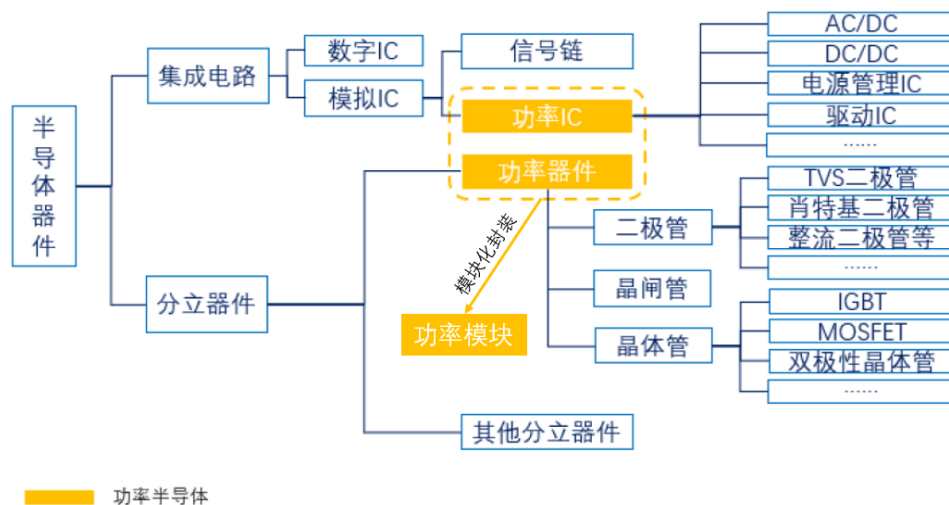 半导体器件
集成电路
数字IC
模拟IC
信号链
功率IC
AC/DC
DC/DC
电源管理IC
驱动IC
……
分立器件
功率器件
模块化封装
功率模块
二极管
TVS二极管
肖特基二极管
整流二极管等
……
晶闸管
晶体管
IGBT
MOSFET
双极性晶体管
……
其他分立器件
功率半导体